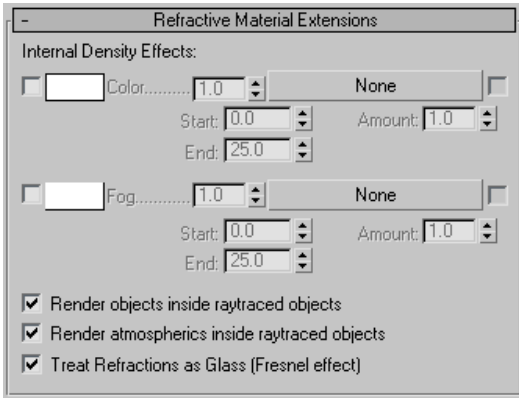 - Refractive Material Extensions
Internal Density Effects:
Color.......... 1.0 None
Start: 0.0 Amount: 1.0
End: 25.0
Fog............ 1.0 None
Start: 0.0 Amount: 1.0
End: 25.0
Render objects inside raytraced objects
Render atmospherics inside raytraced objects
Treat Refractions as Glass (Fresnel effect)